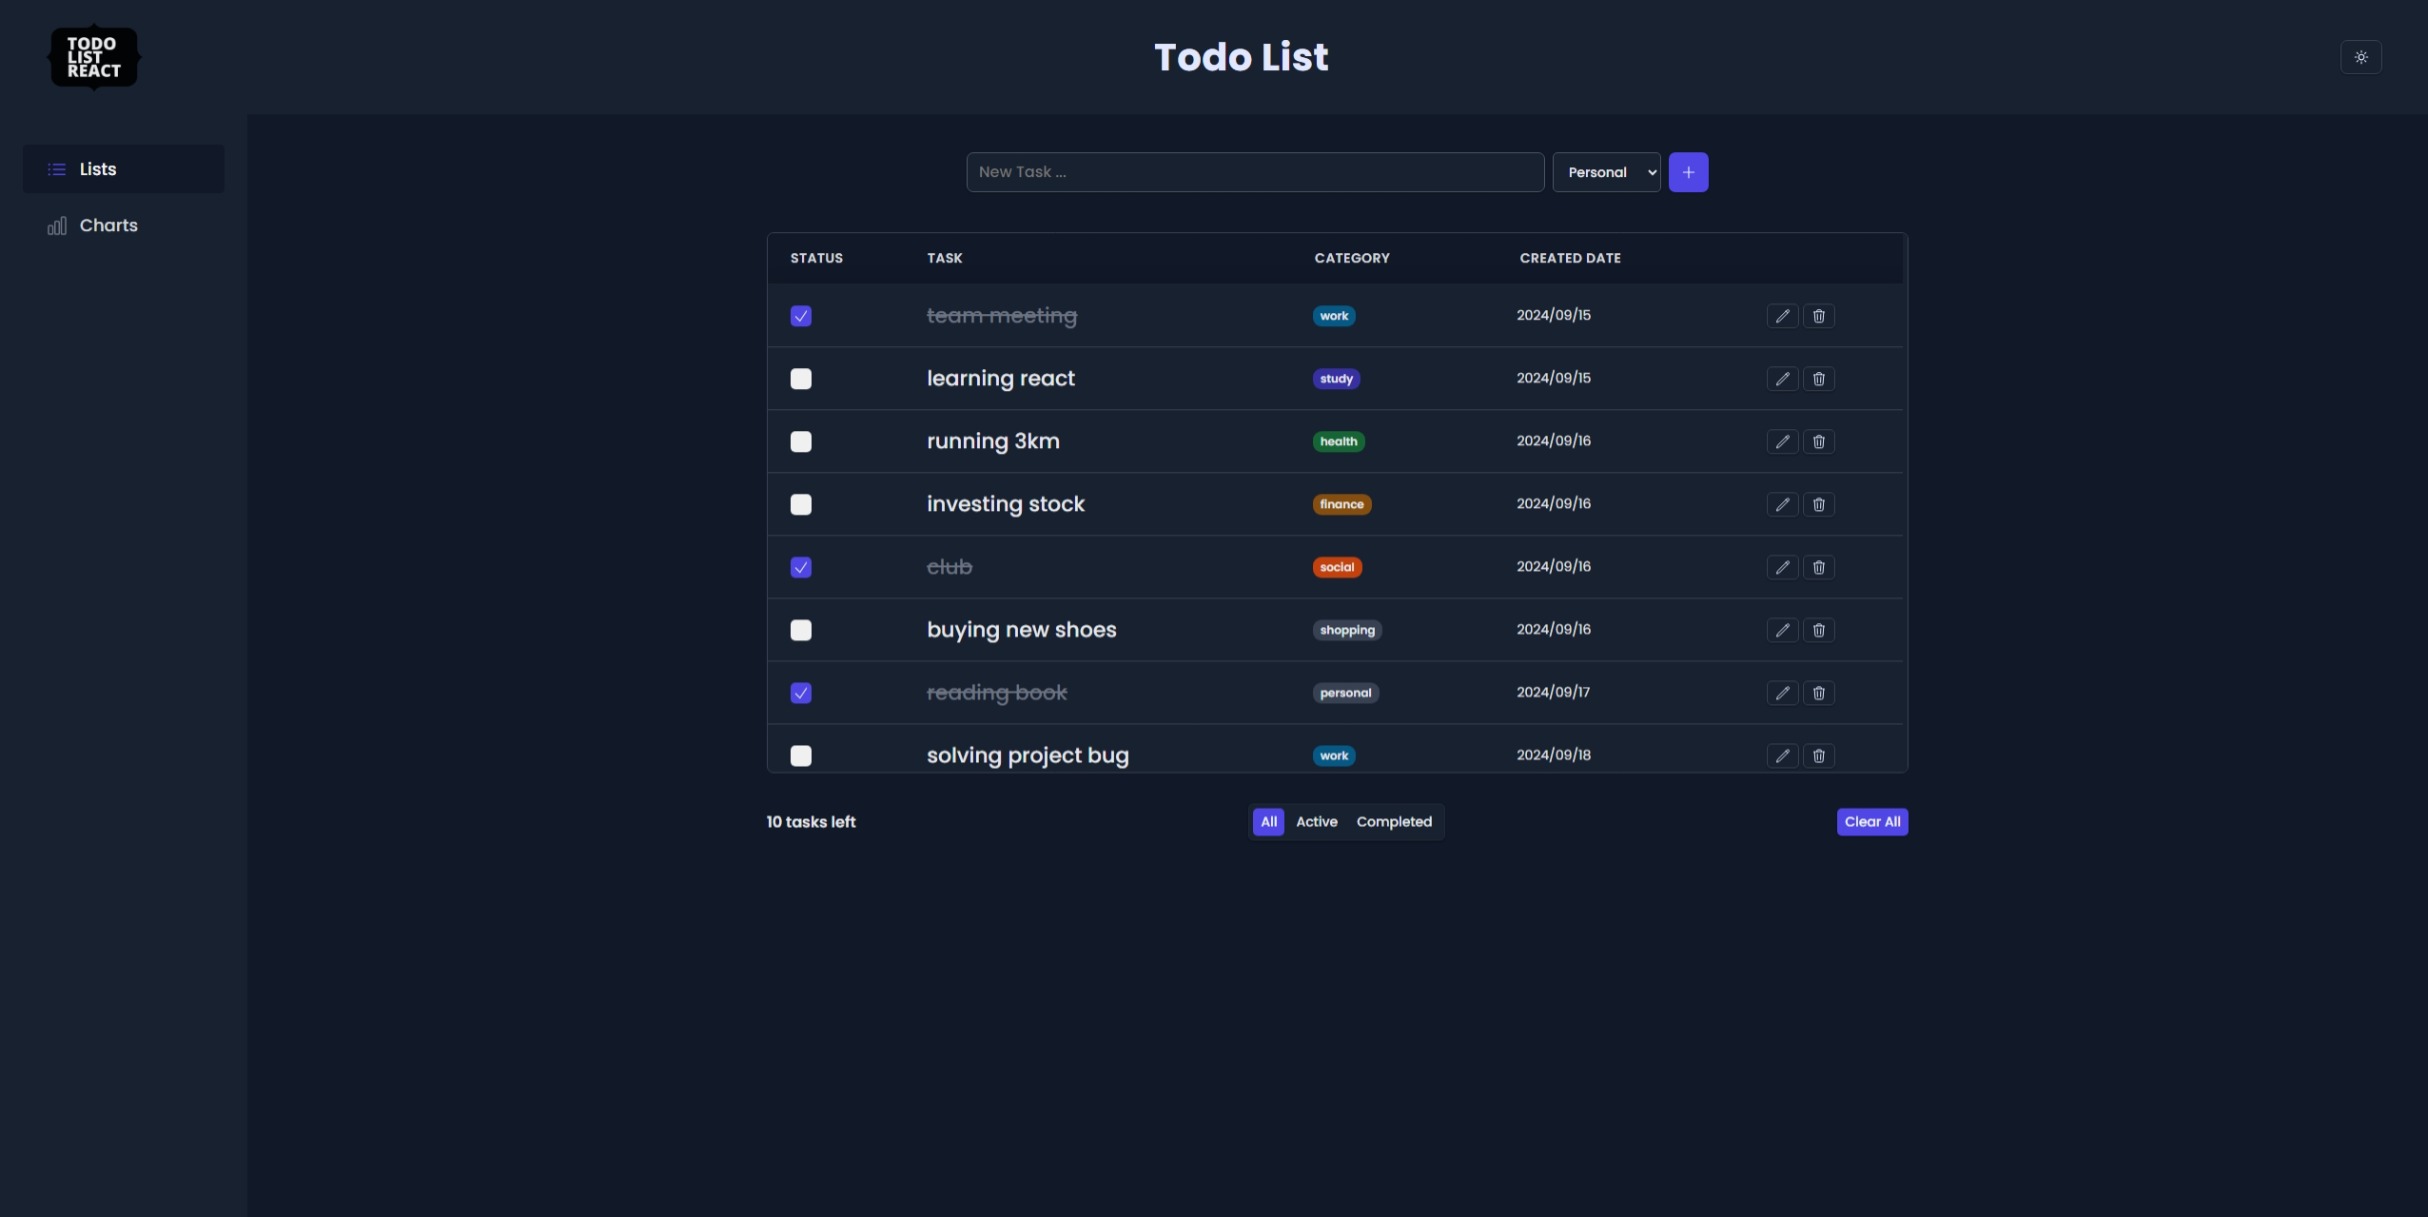 TODO
LIST
REACT
Todo List
Lists
Charts
New Task ...
Personal
+
STATUS TASK CATEGORY CREATED DATE
team meeting work 2024/09/15
learning react study 2024/09/15
running 3km health 2024/09/16
investing stock finance 2024/09/16
club social 2024/09/16
buying new shoes shopping 2024/09/16
reading book personal 2024/09/17
solving project bug work 2024/09/18
10 tasks left All Active Completed Clear All